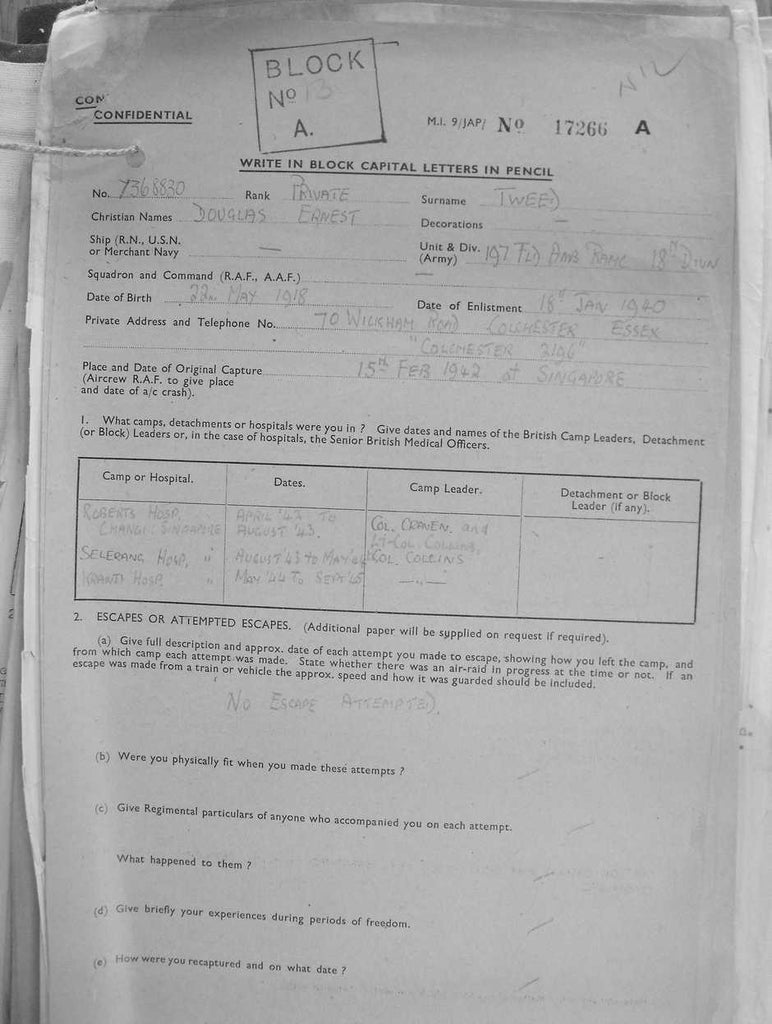 BLOCK
No 13
A.
NIL
CON
CONFIDENTIAL
M.I. 9/JAP/ No 17266 A
WRITE IN BLOCK CAPITAL LETTERS IN PENCIL
No. 7368830 Rank PRIVATE Surname TWEED
Christian Names DOUGLAS ERNEST Decorations —
Ship (R.N., U.S.N. or Merchant Navy —
Unit & Div. (Army) 197 FLD AMB RAMC 18TH DIVN
Squadron and Command (R.A.F., A.A.F.) —
Date of Birth 22nd MAY 1918 Date of Enlistment 18th JAN 1940
Private Address and Telephone No. 70 WICKHAM ROAD COLCHESTER ESSEX
"COLCHESTER 2196"
Place and Date of Original Capture 15TH FEB 1942 at SINGAPORE
(Aircrew R.A.F. to give place
and date of a/c crash).
1. What camps, detachments or hospitals were you in ? Give dates and names of the British Camp Leaders, Detachment
(or Block) Leaders or, in the case of hospitals, the Senior British Medical Officers.
Camp or Hospital. Dates. Camp Leader. Detachment or Block
Leader (if any).
ROBERTS HOSP, APRIL '42 TO COL. CRAVEN and
CHANGI, SINGAPORE AUGUST '43. LT-COL. COLLINS,
SELERANG HOSP, " AUGUST '43 TO MAY '44 COL. COLLINS -
KRANTI HOSP. " MAY '44 TO SEPT '45 — " —
2. ESCAPES OR ATTEMPTED ESCAPES. (Additional paper will be sypplied on request if required).
(a) Give full description and approx. date of each attempt you made to escape, showing how you left the camp, and
from which camp each attempt was made. State whether there was an air-raid in progress at the time or not. If an
escape was made from a train or vehicle the approx. speed and how it was guarded should be included.
NO ESCAPE ATTEMPTED.
(b) Were you physically fit when you made these attempts ?
(c) Give Regimental particulars of anyone who accompanied you on each attempt.
What happened to them ?
(d) Give briefly your experiences during periods of freedom.
(e) How were you recaptured and on what date ?